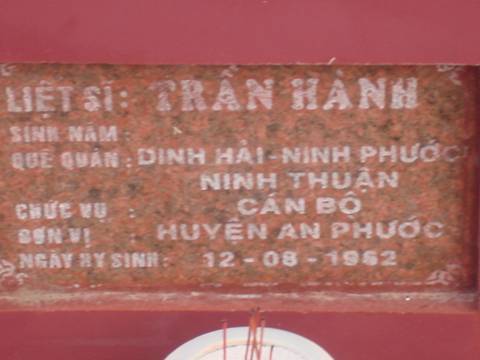 LIỆT SĨ: TRẦN HÀNH
SINH NĂM :
QUÊ QUÁN : DINH HẢI-NINH PHƯỚC
NINH THUẬN
CHỨC VỤ : CÁN BỘ
ĐƠN VỊ : HUYỆN AN PHƯỚC
NGÀY HY SINH: 12-08-1962